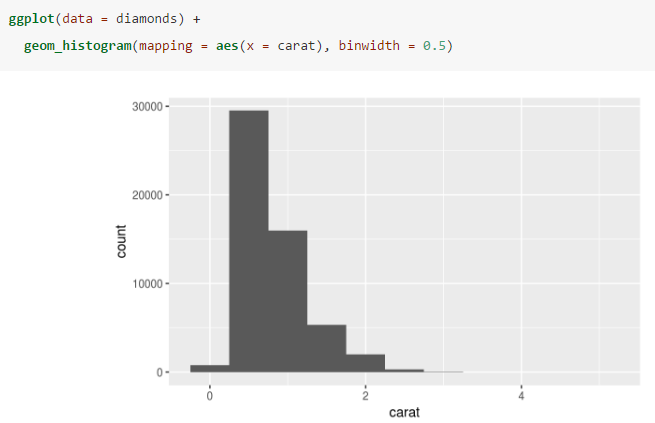 ggplot(data = diamonds) +
  geom_histogram(mapping = aes(x = carat), binwidth = 0.5)
30000
20000
10000
0
count
0 2 4
carat